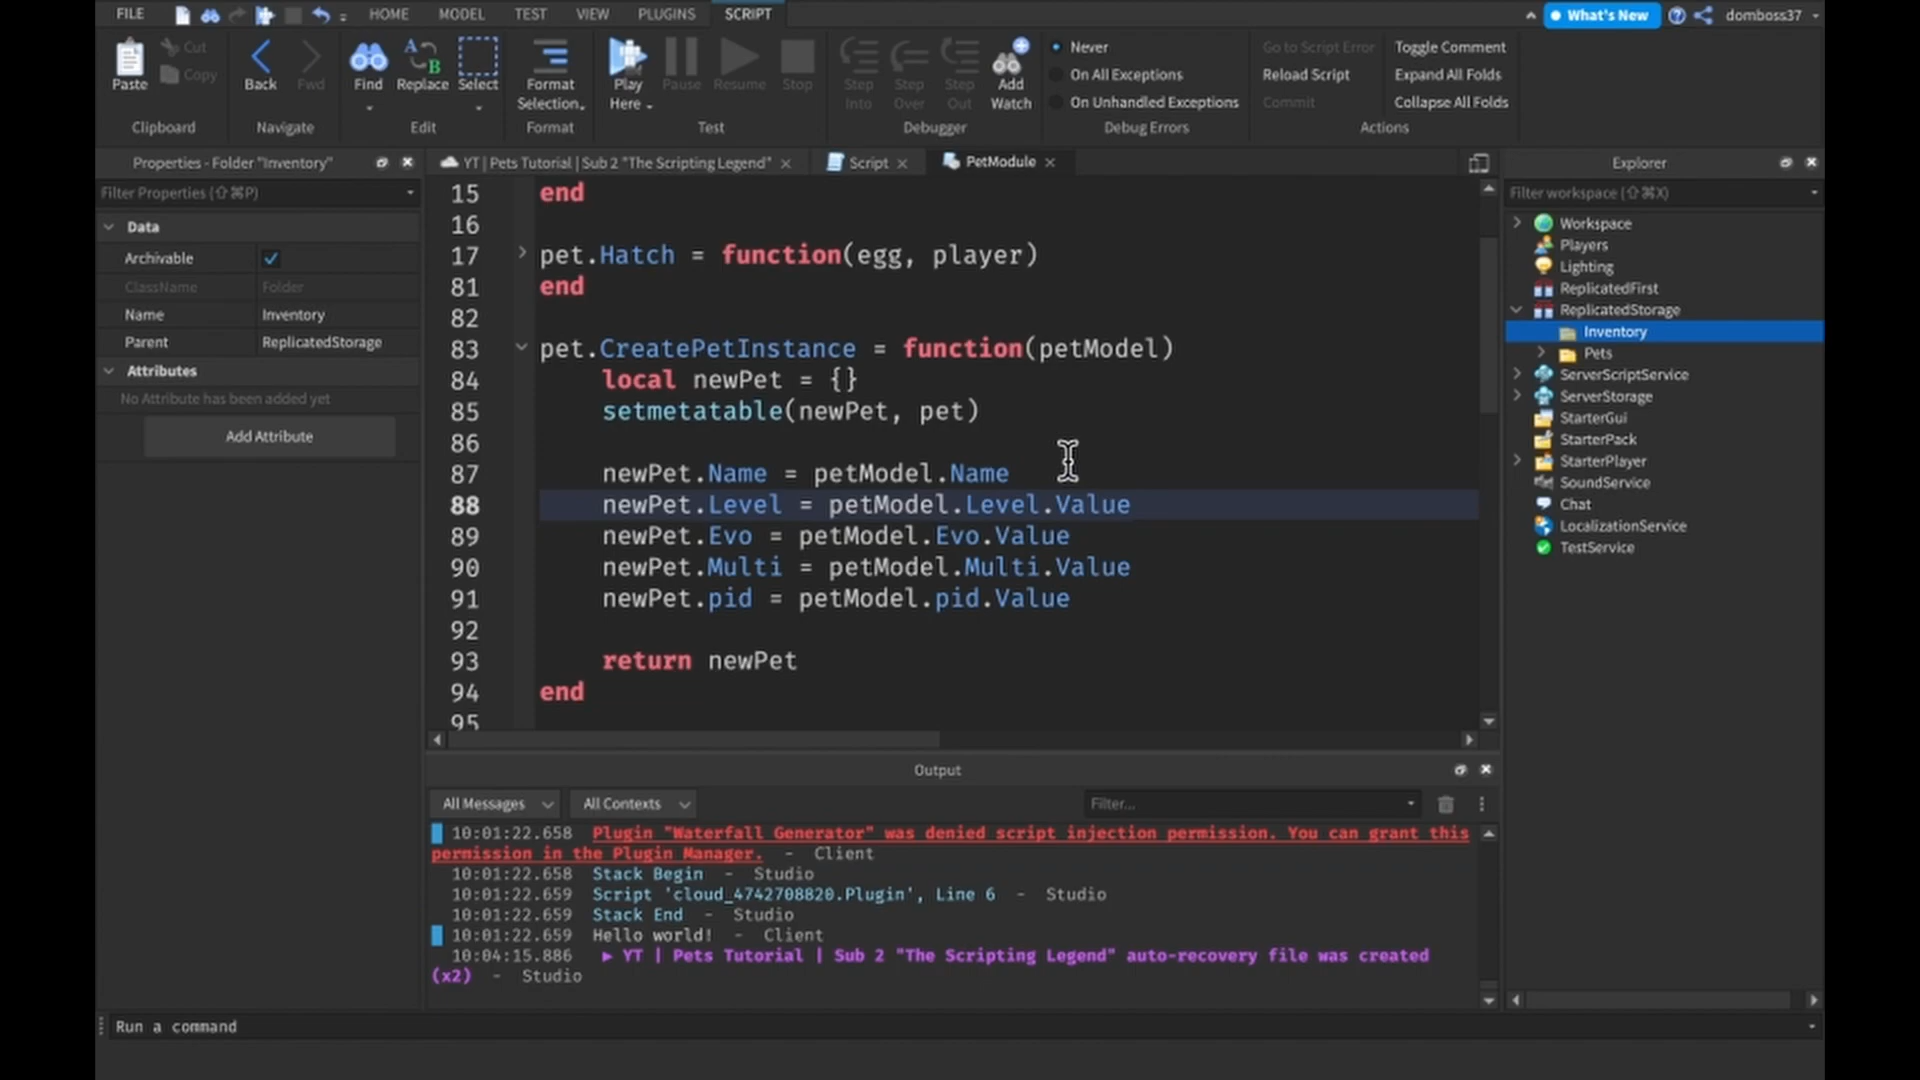 FILE HOME MODEL TEST VIEW PLUGINS SCRIPT What's New domboss37
Paste Cut Copy Back Fwd Find Replace Select Format Selection Play Here Pause Resume Stop Step Into Step Over Step Out Add Watch Never On All Exceptions On Unhandled Exceptions Go to Script Error Reload Script Commit Toggle Comment Expand All Folds Collapse All Folds
Clipboard Navigate Edit Format Test Debugger Debug Errors Actions
Properties - Folder "Inventory"
Filter Properties (⇧⌘P)
Data
Archivable
ClassName Folder
Name Inventory
Parent ReplicatedStorage
Attributes
No Attribute has been added yet
Add Attribute
YT | Pets Tutorial | Sub 2 "The Scripting Legend" Script PetModule
15 end
16
17 pet.Hatch = function(egg, player)
81 end
82
83 pet.CreatePetInstance = function(petModel)
84 local newPet = {}
85 setmetatable(newPet, pet)
86
87 newPet.Name = petModel.Name
88 newPet.Level = petModel.Level.Value
89 newPet.Evo = petModel.Evo.Value
90 newPet.Multi = petModel.Multi.Value
91 newPet.pid = petModel.pid.Value
92
93 return newPet
94 end
95
Explorer
Filter workspace (⇧⌘X)
Workspace
Players
Lighting
ReplicatedFirst
ReplicatedStorage
Inventory
Pets
ServerScriptService
ServerStorage
StarterGui
StarterPack
StarterPlayer
SoundService
Chat
LocalizationService
TestService
Output
All Messages All Contexts Filter...
10:01:22.658 Plugin "Waterfall Generator" was denied script injection permission. You can grant this
permission in the Plugin Manager. - Client
10:01:22.658 Stack Begin - Studio
10:01:22.659 Script 'cloud_4742708820.Plugin', Line 6 - Studio
10:01:22.659 Stack End - Studio
10:01:22.659 Hello world! - Client
10:04:15.886 ▶ YT | Pets Tutorial | Sub 2 "The Scripting Legend" auto-recovery file was created
(x2) - Studio
Run a command